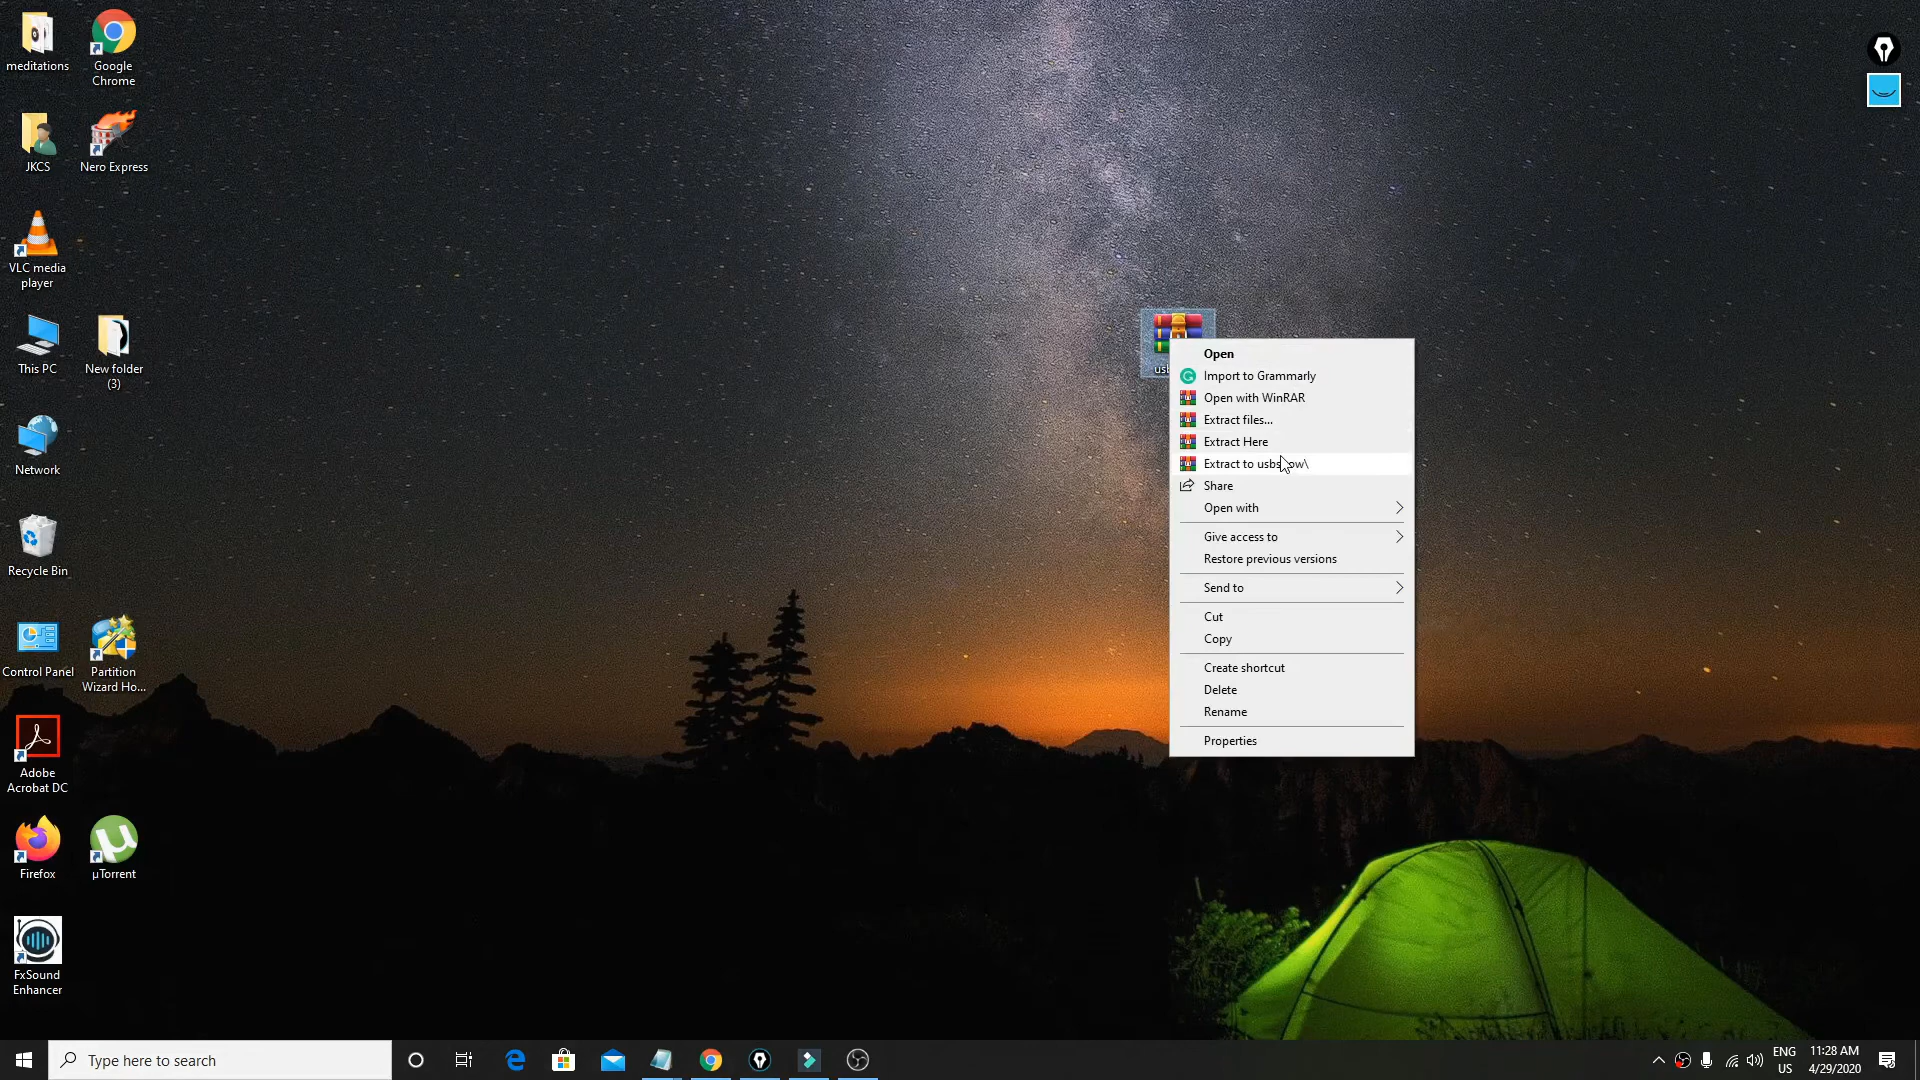 meditations
Google
Chrome
JKCS
Nero Express
VLC media
player
This PC
New folder
(3)
Network
Recycle Bin
Control Panel
Partition
Wizard Ho...
Adobe
Acrobat DC
Firefox
µTorrent
FxSound
Enhancer
Open
Import to Grammarly
Open with WinRAR
Extract files...
Extract Here
Extract to
Share
Open with
Give access to
Restore previous versions
Send to
Cut
Copy
Create shortcut
Delete
Rename
Properties
Type here to search
ENG
US
11:28 AM
4/29/2020